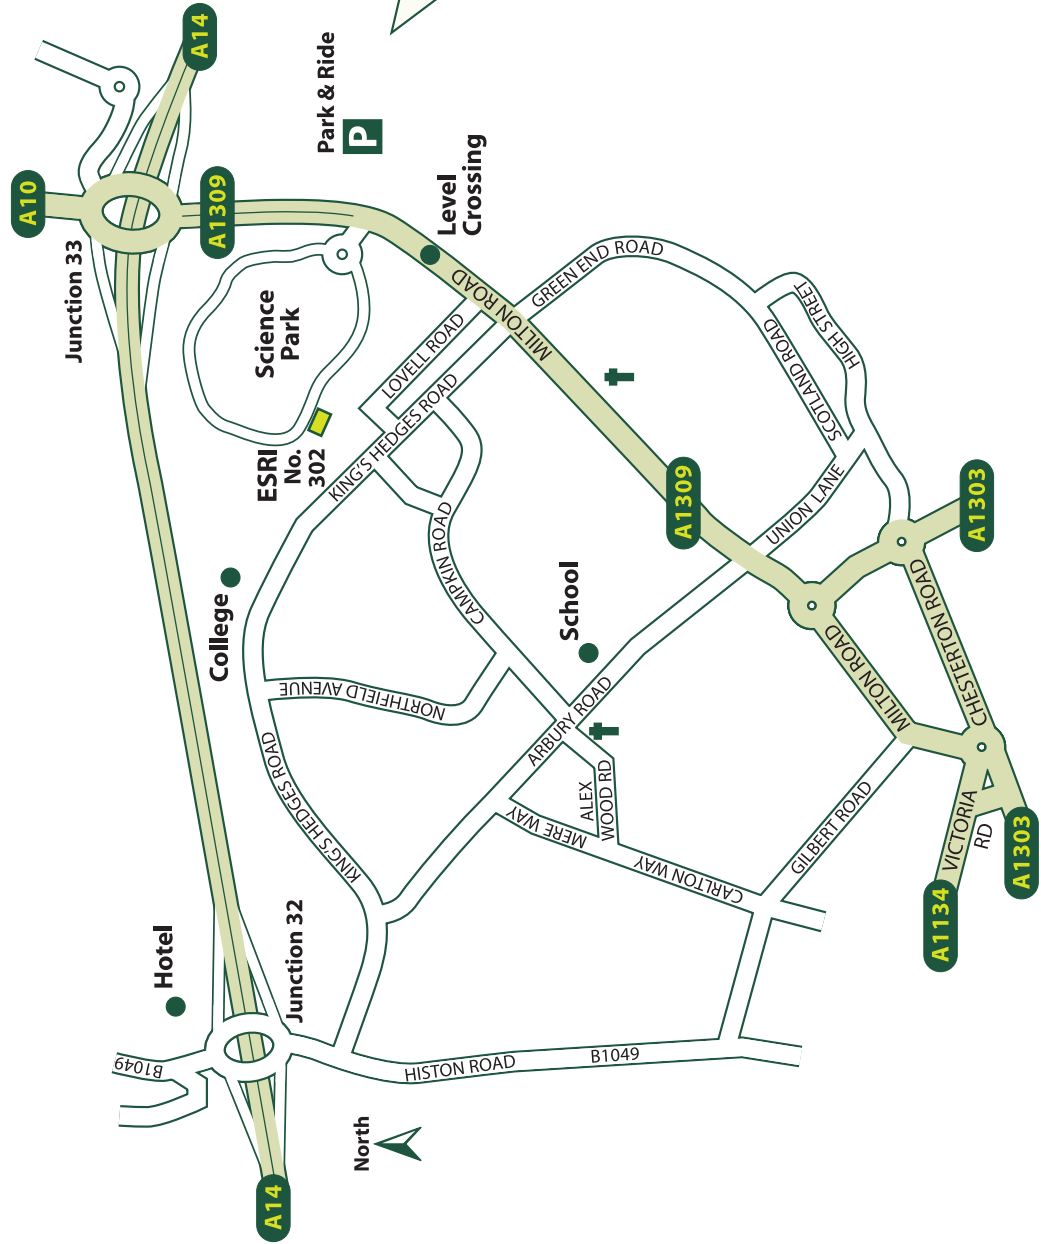 A14
Park & Ride
P
A10
A1309
Level
Crossing
Junction 33
GREEN END ROAD
MILTON ROAD
MILTON ROAD
Science
Park
LOVELL ROAD
HIGH STREET
SCOTLAND ROAD
KING'S HEDGES ROAD
ESRI
No.
302
UNION LANE
A1309
A1303
CAMPKIN ROAD
College
School
NORTHFIELD AVENUE
ARBURY ROAD
MILTON ROAD
CHESTERTON ROAD
KING'S HEDGES ROAD
ALEX
WOOD RD
MERE WAY
CARLTON WAY
GILBERT ROAD
VICTORIA
RD
A1303
A1134
Hotel
Junction 32
B1049
HISTON ROAD
B1049
North
A14